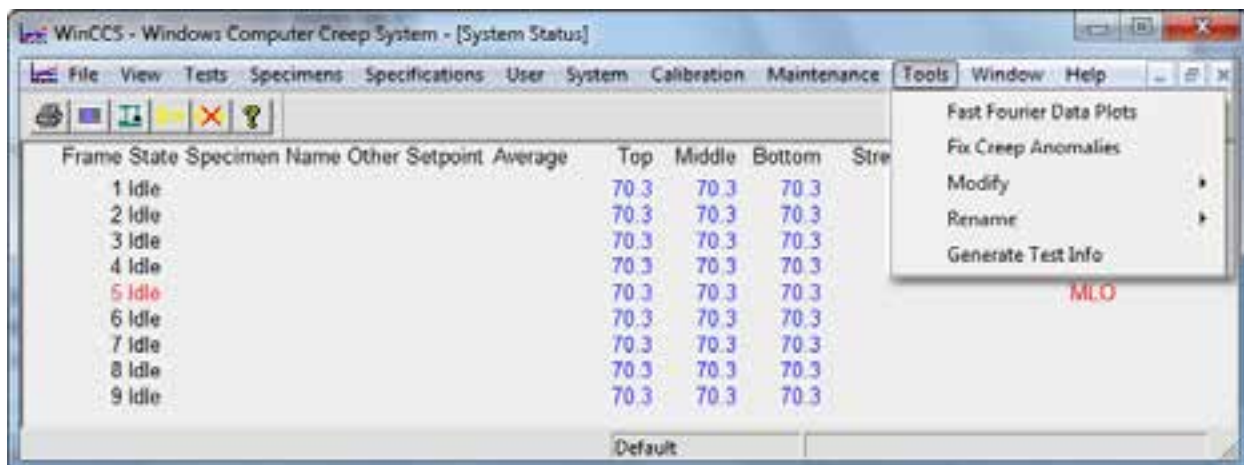 WinCCS - Windows Computer Creep System - [System Status]
File View Tests Specimens Specifications User System Calibration Maintenance Tools Window Help
Fast Fourier Data Plots
Fix Creep Anomalies
Modify
Rename
Generate Test Info
Frame State Specimen Name Other Setpoint Average Top Middle Bottom Stre
1 Idle 70.3 70.3 70.3
2 Idle 70.3 70.3 70.3
3 Idle 70.3 70.3 70.3
4 Idle 70.3 70.3 70.3
5 Idle 70.3 70.3 70.3 MLO
6 Idle 70.3 70.3 70.3
7 Idle 70.3 70.3 70.3
8 Idle 70.3 70.3 70.3
9 Idle 70.3 70.3 70.3
Default